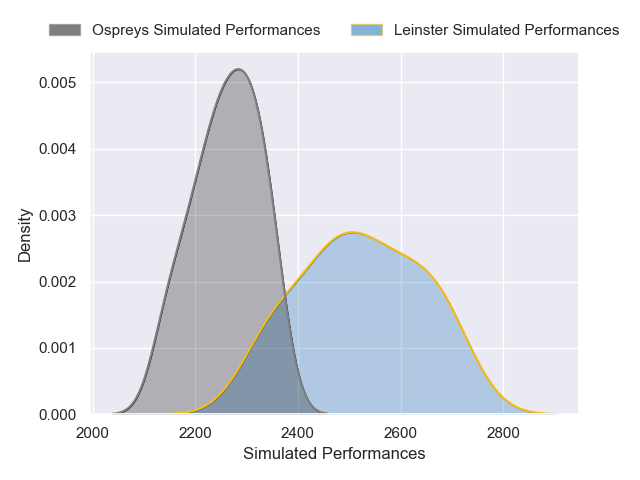 Ospreys Simulated Performances
Leinster Simulated Performances
0.005
0.004
0.003
0.002
0.001
0.000
Density
2000
2200
2400
2600
2800
Simulated Performances